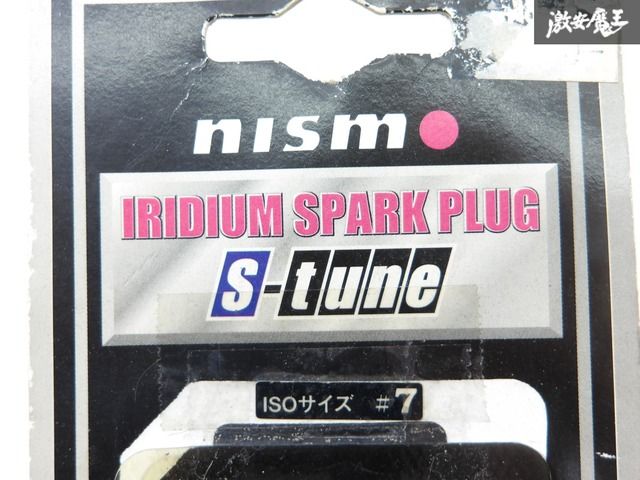 激安魔王
nismo
IRIDIUM SPARK PLUG
S-tune
ISOサイズ #7